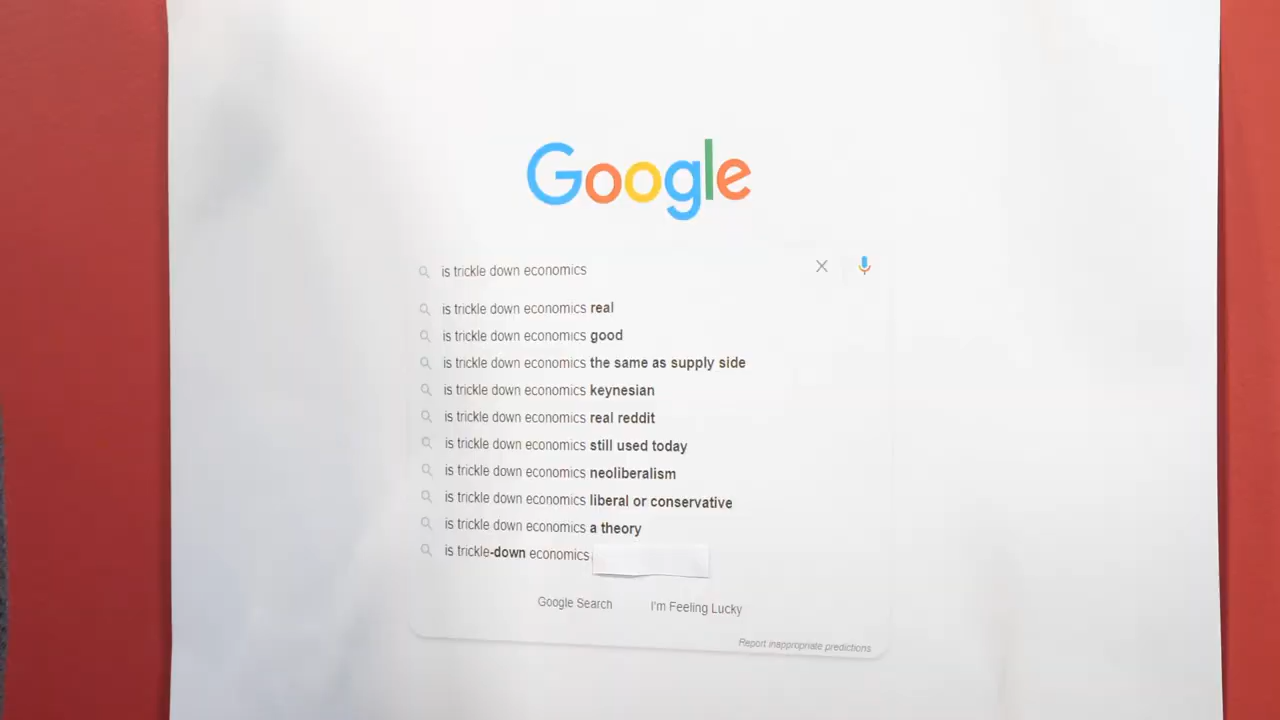 Google
is trickle down economics
is trickle down economics real
is trickle down economics good
is trickle down economics the same as supply side
is trickle down economics keynesian
is trickle down economics real reddit
is trickle down economics still used today
is trickle down economics neoliberalism
is trickle down economics liberal or conservative
is trickle down economics a theory
is trickle-down economics
Google Search I'm Feeling Lucky
Report inappropriate predictions